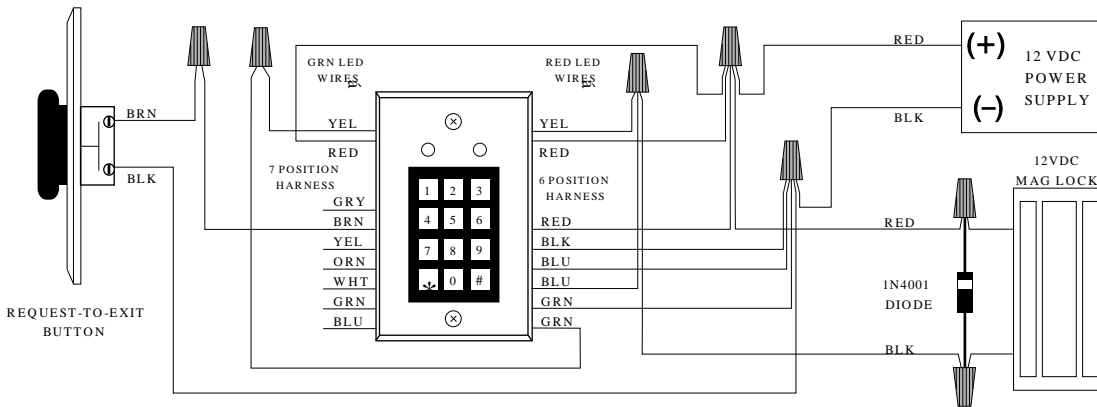 RED
(+)
12 VDC
POWER
SUPPLY
(−)
BLK
GRN LED
WIRES
RED LED
WIRES
BRN
BLK
YEL
RED
7 POSITION
HARNESS
GRY
BRN
YEL
ORN
WHT
GRN
BLU
1 2 3
4 5 6
7 8 9
* 0 #
YEL
RED
6 POSITION
HARNESS
RED
BLK
BLU
BLU
GRN
GRN
12VDC
MAG LOCK
RED
1N4001
DIODE
BLK
REQUEST-TO-EXIT
BUTTON